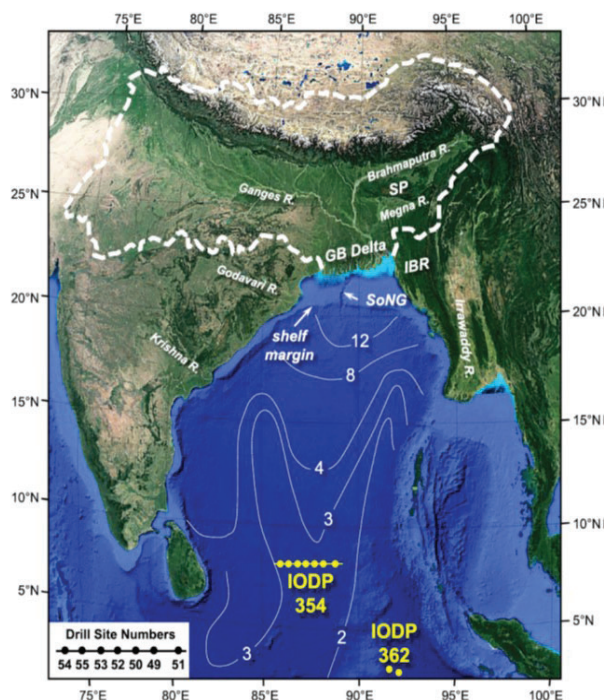 75°E 80°E 85°E 90°E 95°E 100°E
30°N 30°N
Brahmaputra R.
SP
Ganges R.
25°N 25°N
Megna R.
GB Delta
IBR
Godavari R.
20°N 20°N
SoNG
Irrawaddy R.
shelf
margin
12
Krishna R.
8
15°N 15°N
4
3
10°N 10°N
IODP
354
5°N 5°N
Drill Site Numbers
54 55 53 52 50 49 51
IODP
362
2
3
75°E 80°E 85°E 90°E 95°E 100°E